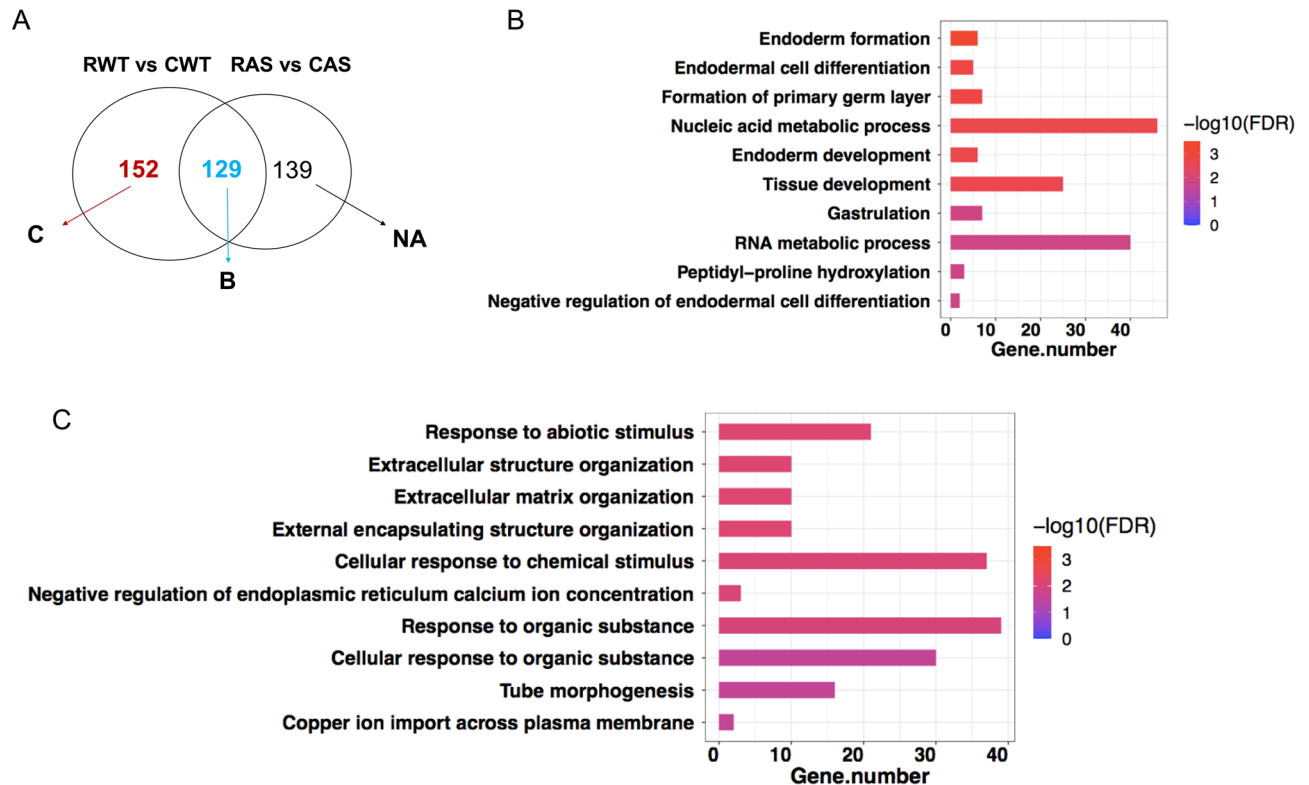 A
RWT vs CWT RAS vs CAS
152 129 139
C
NA
B
B
Endoderm formation
Endodermal cell differentiation
Formation of primary germ layer
Nucleic acid metabolic process
Endoderm development
Tissue development
Gastrulation
RNA metabolic process
Peptidyl–proline hydroxylation
Negative regulation of endodermal cell differentiation
0 10 20 30 40
Gene.number
−log10(FDR)
3
2
1
0
C
Response to abiotic stimulus
Extracellular structure organization
Extracellular matrix organization
External encapsulating structure organization
Cellular response to chemical stimulus
Negative regulation of endoplasmic reticulum calcium ion concentration
Response to organic substance
Cellular response to organic substance
Tube morphogenesis
Copper ion import across plasma membrane
0 10 20 30 40
Gene.number
−log10(FDR)
3
2
1
0